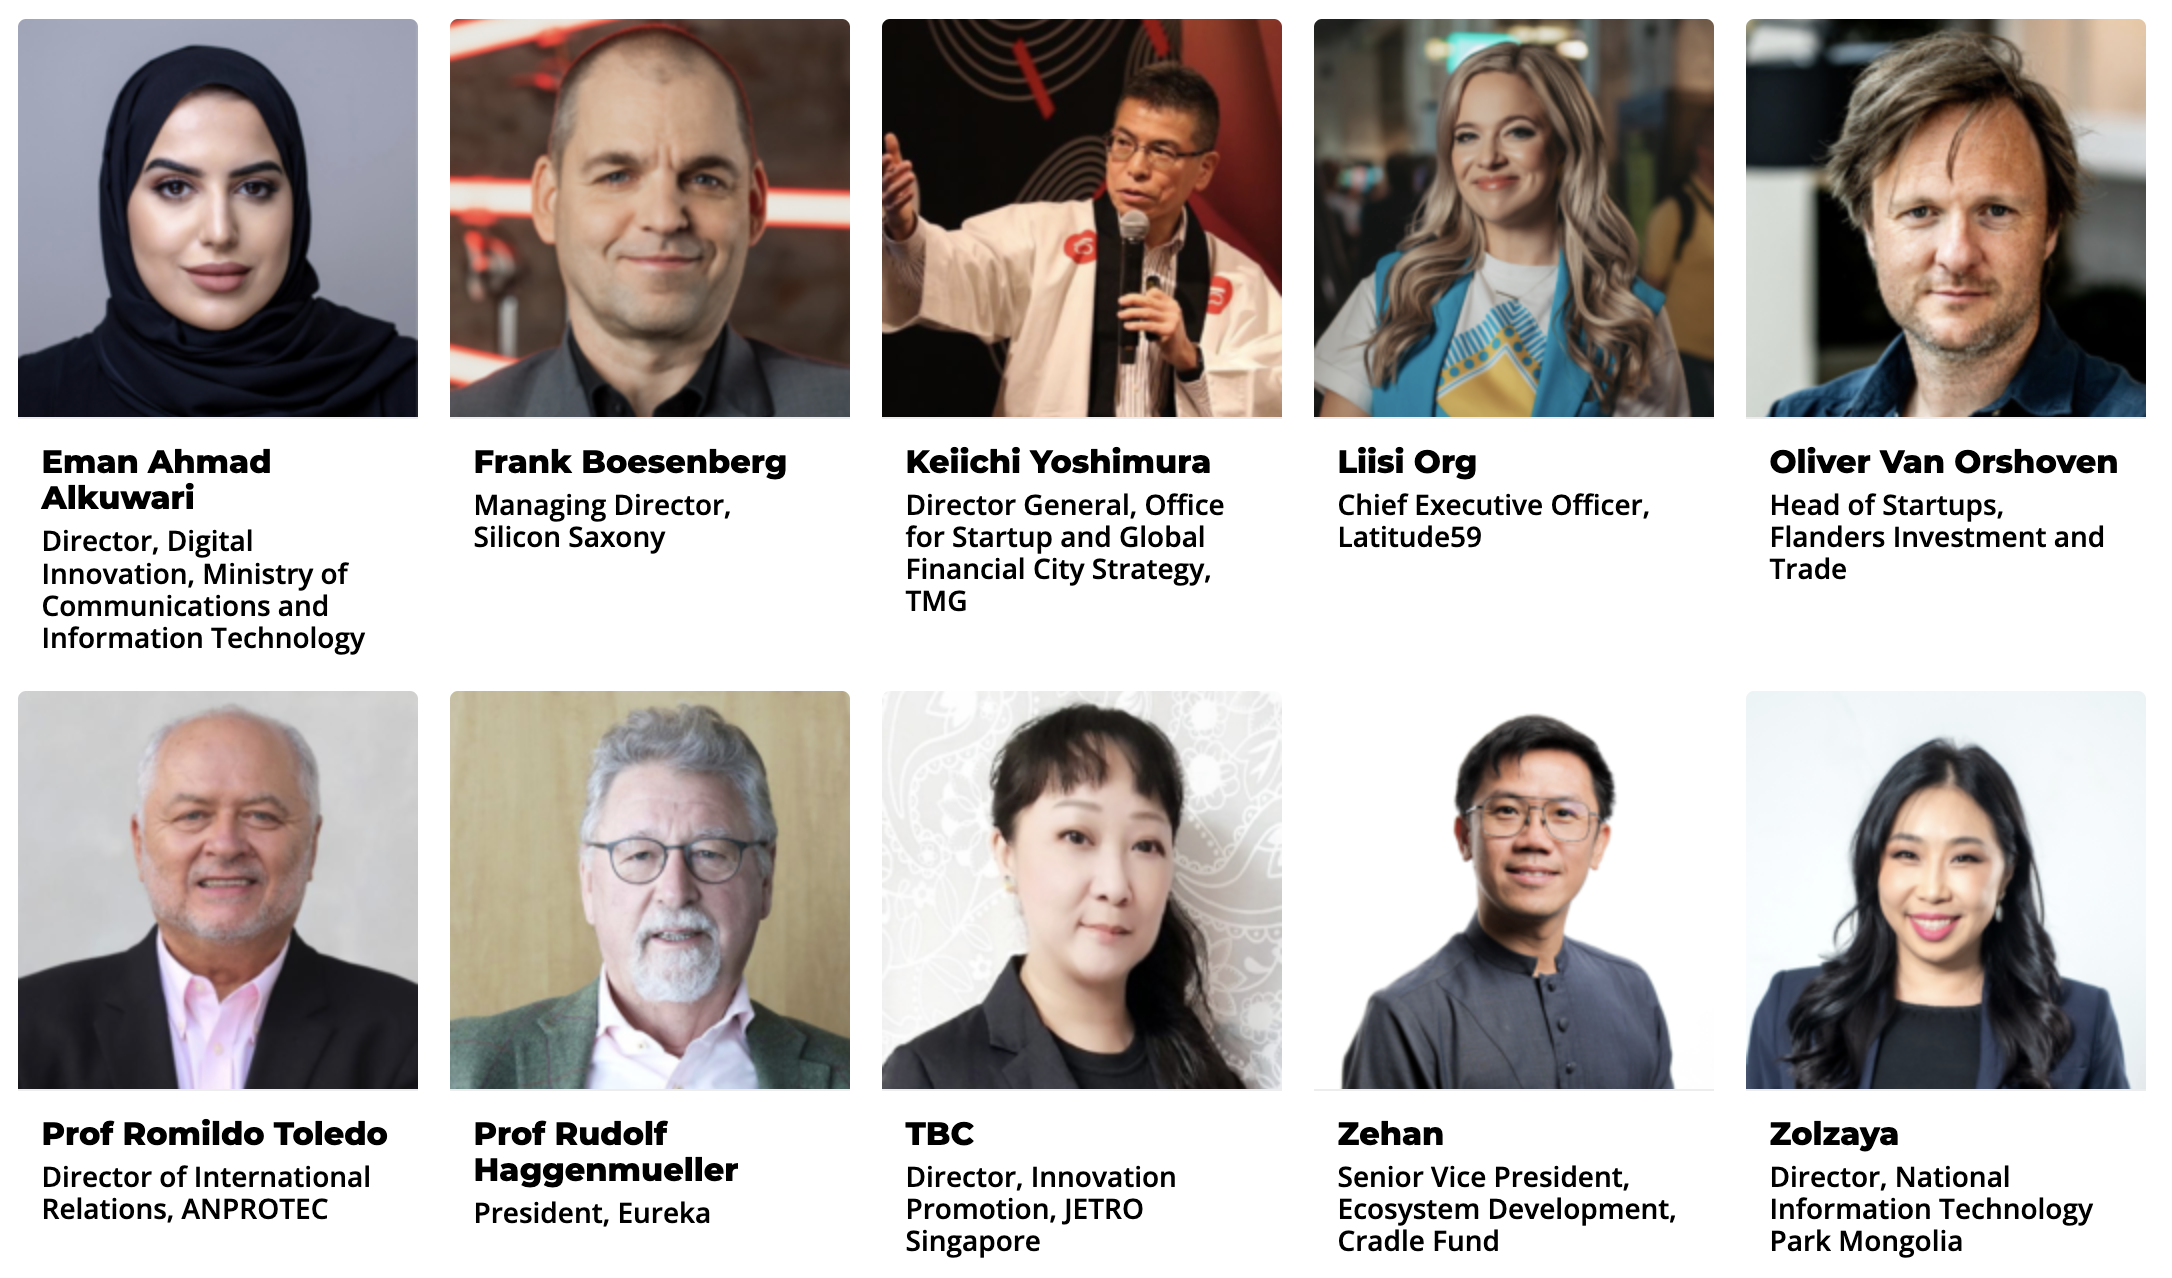 Eman Ahmad
Alkuwari
Director, Digital
Innovation, Ministry of
Communications and
Information Technology
Frank Boesenberg
Managing Director,
Silicon Saxony
Keiichi Yoshimura
Director General, Office
for Startup and Global
Financial City Strategy,
TMG
Liisi Org
Chief Executive Officer,
Latitude59
Oliver Van Orshoven
Head of Startups,
Flanders Investment and
Trade
Prof Romildo Toledo
Director of International
Relations, ANPROTEC
Prof Rudolf
Haggenmueller
President, Eureka
TBC
Director, Innovation
Promotion, JETRO
Singapore
Zehan
Senior Vice President,
Ecosystem Development,
Cradle Fund
Zolzaya
Director, National
Information Technology
Park Mongolia